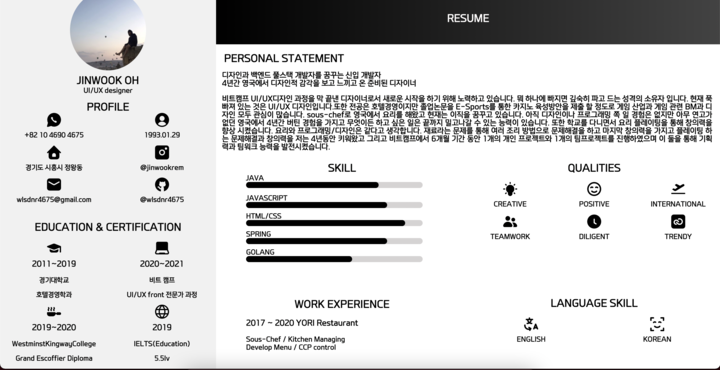 RESUME
JINWOOK OH
UI/UX designer
PROFILE
+82 10 4690 4675
1993.01.29
경기도 시흥시 정왕동
@jinwookrem
wlsdnr4675@gmail.com
@wlsdnr4675
EDUCATION & CERTIFICATION
2011~2019
2020~2021
경기대학교
비트 캠프
호텔경영학과
UI/UX front 전문가 과정
2019~2020
2019
WestminstKingwayCollege
IELTS(Education)
Grand Escoffier Diploma
5.5lv
PERSONAL STATEMENT
디자인과 백엔드 풀스택 개발자를 꿈꾸는 신입 개발자
4년간 영국에서 디자인적 감각을 보고 느끼고 온 준비된 디자이너
비트캠프 UI/UX디자인 과정을 막 끝낸 디자이너로서 새로운 시작을 하기 위해 노력하고 있습니다. 뭐 하나에 빠지면 깊숙히 파고 드는 성격의 소유자 입니다. 현재 푹
빠져 있는 것은 UI/UX 디자인입니다.또한 전공은 호텔경영이지만 졸업논문을 E-Sports를 통한 카지노 육성방안을 제출 할 정도로 게임 산업과 게임 관련 BM과 디
자인 모두 관심이 많습니다. sous-chef로 영국에서 요리를 해왔고 현재는 이직을 꿈꾸고 있습니다. 아직 디자인이나 프로그래밍 쪽 일 경험은 없지만 아무 연고가
없던 영국에서 4년간 버틴 경험을 가지고 무엇이든 하고 싶은 일은 끝까지 밀고나갈 수 있는 능력이 있습니다. 또한 학교를 다니면서 요리 플레이팅을 통해 창의력을
향상 시켰습니다. 요리와 프로그래밍/디자인은 같다고 생각합니다. 재료라는 문제를 통해 여러 조리 방법으로 문제해결을 하고 마지막 창의력을 가지고 플레이팅 하
는 문제해결과 창의력을 저는 4년동안 키워왔고 그리고 비트캠프에서 6개월 기간 동안 1개의 개인 프로젝트와 1개의 팀프로젝트를 진행하였으며 이 둘을 통해 기획
력과 팀워크 능력을 발전시켰습니다.
SKILL
JAVA
JAVASCRIPT
HTML/CSS
SPRING
GOLANG
QUALITIES
CREATIVE
POSITIVE
INTERNATIONAL
TEAMWORK
DILIGENT
TRENDY
WORK EXPERIENCE
2017 ~ 2020 YORI Restaurant
Sous-Chef / Kitchen Managing
Develop Menu / CCP control
LANGUAGE SKILL
ENGLISH
KOREAN